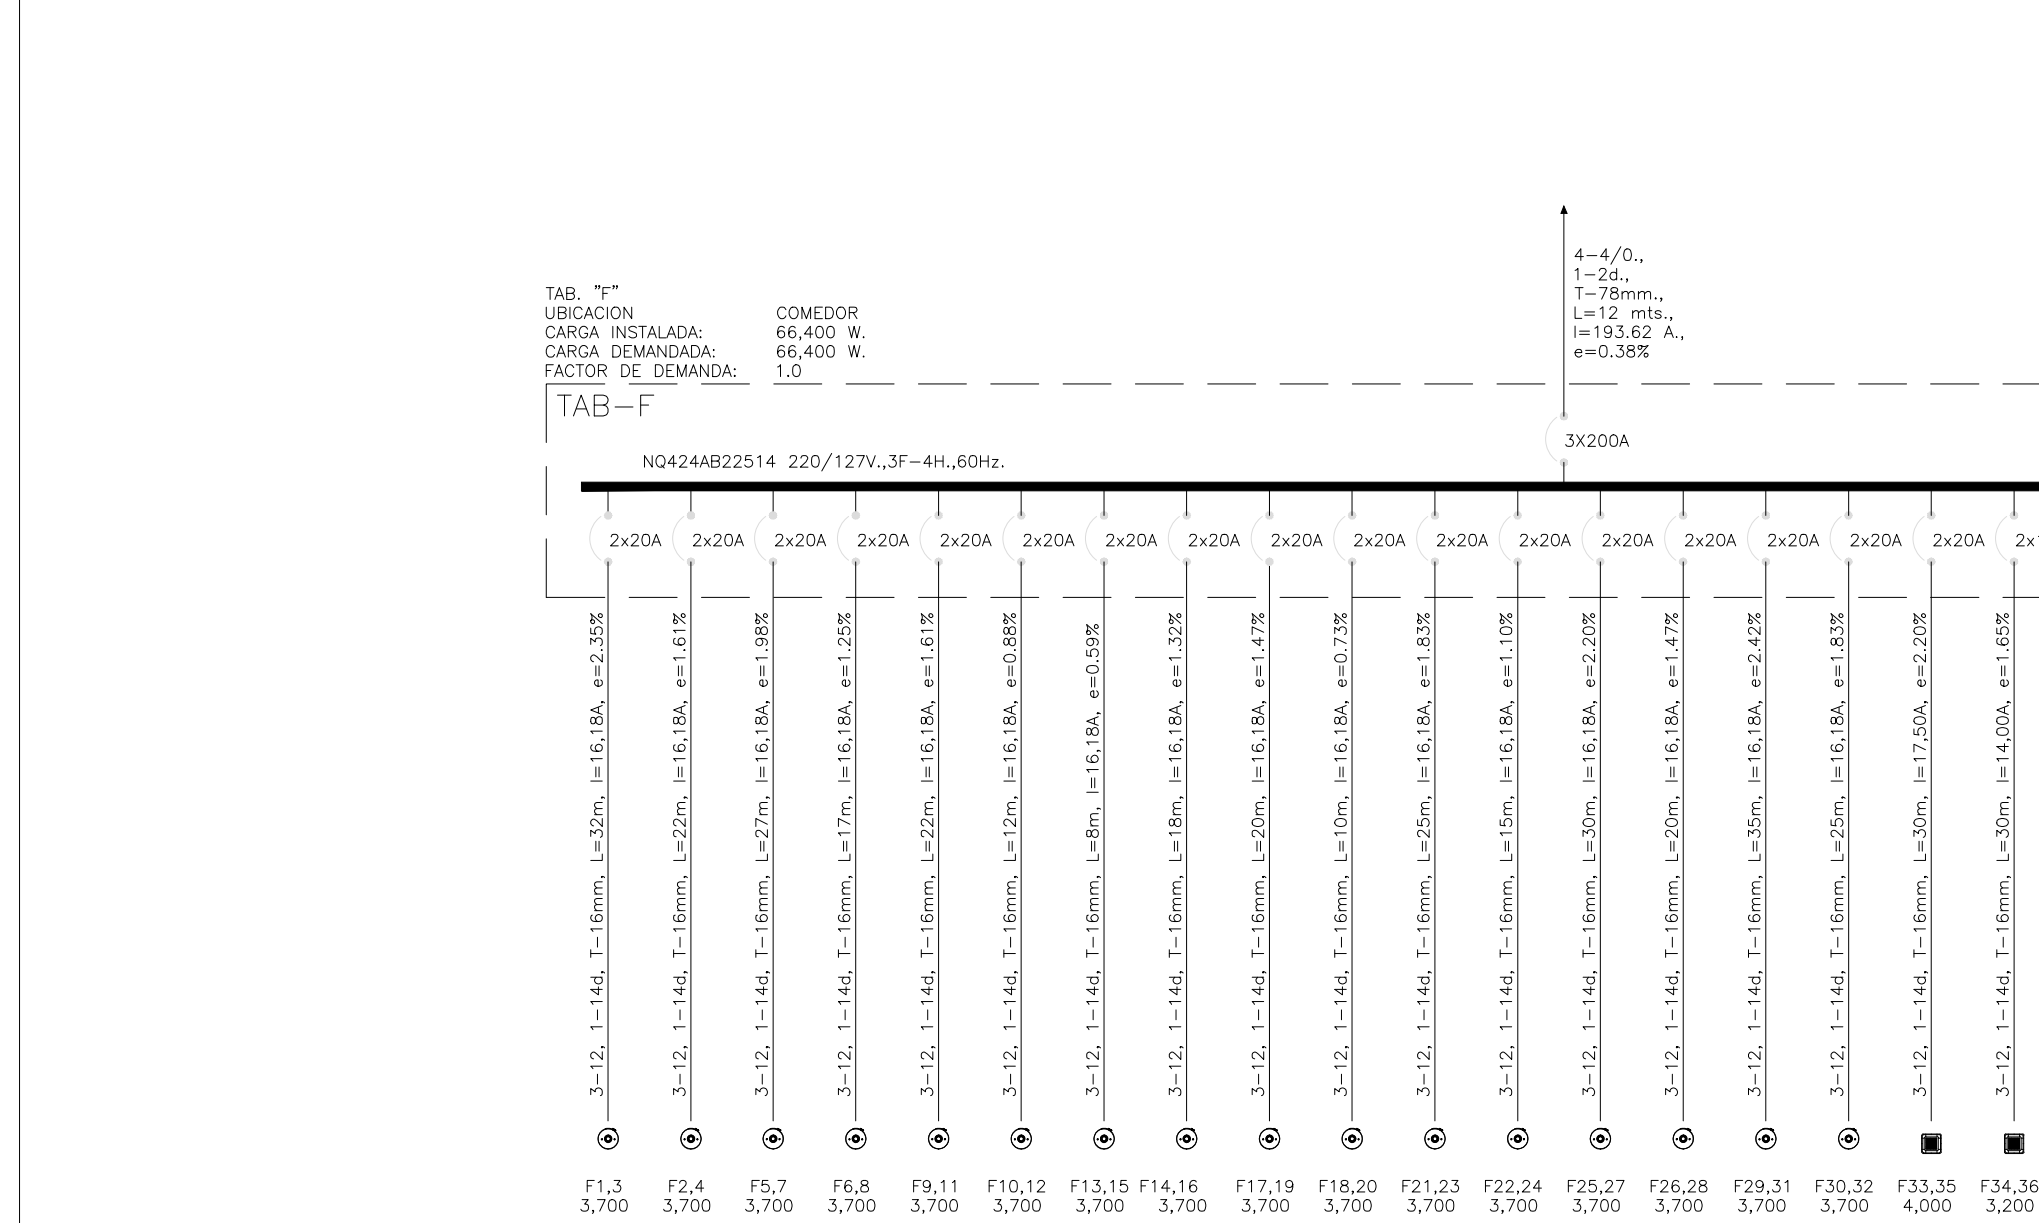 4-4/0.,
1-2d.,
T-78mm.,
L=12 mts.,
I=193.62 A.,
e=0.38%
TAB. "F"
UBICACION COMEDOR
CARGA INSTALADA: 66,400 W.
CARGA DEMANDADA: 66,400 W.
FACTOR DE DEMANDA: 1.0
TAB-F
3X200A
NQ424AB22514 220/127V.,3F-4H.,60Hz.
2x20A 2x20A 2x20A 2x20A 2x20A 2x20A 2x20A 2x20A 2x20A 2x20A 2x20A 2x20A 2x20A 2x20A 2x20A 2x20A 2x20A
3-12, 1-14d, T-16mm, L=32m, I=16,18A, e=2.35%
3-12, 1-14d, T-16mm, L=22m, I=16,18A, e=1.61%
3-12, 1-14d, T-16mm, L=27m, I=16,18A, e=1.98%
3-12, 1-14d, T-16mm, L=17m, I=16,18A, e=1.25%
3-12, 1-14d, T-16mm, L=22m, I=16,18A, e=1.61%
3-12, 1-14d, T-16mm, L=12m, I=16,18A, e=0.88%
3-12, 1-14d, T-16mm, L=8m, I=16,18A, e=0.59%
3-12, 1-14d, T-16mm, L=18m, I=16,18A, e=1.32%
3-12, 1-14d, T-16mm, L=20m, I=16,18A, e=1.47%
3-12, 1-14d, T-16mm, L=10m, I=16,18A, e=0.73%
3-12, 1-14d, T-16mm, L=25m, I=16,18A, e=1.83%
3-12, 1-14d, T-16mm, L=15m, I=16,18A, e=1.10%
3-12, 1-14d, T-16mm, L=30m, I=16,18A, e=2.20%
3-12, 1-14d, T-16mm, L=20m, I=16,18A, e=1.47%
3-12, 1-14d, T-16mm, L=35m, I=16,18A, e=2.42%
3-12, 1-14d, T-16mm, L=25m, I=16,18A, e=1.83%
3-12, 1-14d, T-16mm, L=30m, I=17,50A, e=2.20%
3-12, 1-14d, T-16mm, L=30m, I=14,00A, e=1.65%
F1,3 F2,4 F5,7 F6,8 F9,11 F10,12 F13,15 F14,16 F17,19 F18,20 F21,23 F22,24 F25,27 F26,28 F29,31 F30,32 F33,35 F34,36
3,700 3,700 3,700 3,700 3,700 3,700 3,700 3,700 3,700 3,700 3,700 3,700 3,700 3,700 3,700 3,700 4,000 3,200